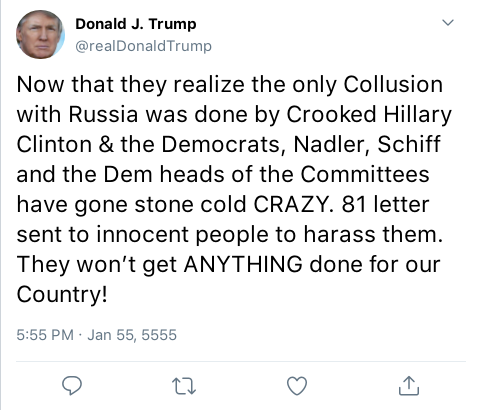 Donald J. Trump
@realDonaldTrump
Now that they realize the only Collusion
with Russia was done by Crooked Hillary
Clinton & the Democrats, Nadler, Schiff
and the Dem heads of the Committees
have gone stone cold CRAZY. 81 letter
sent to innocent people to harass them.
They won’t get ANYTHING done for our
Country!
5:55 PM · Jan 55, 5555